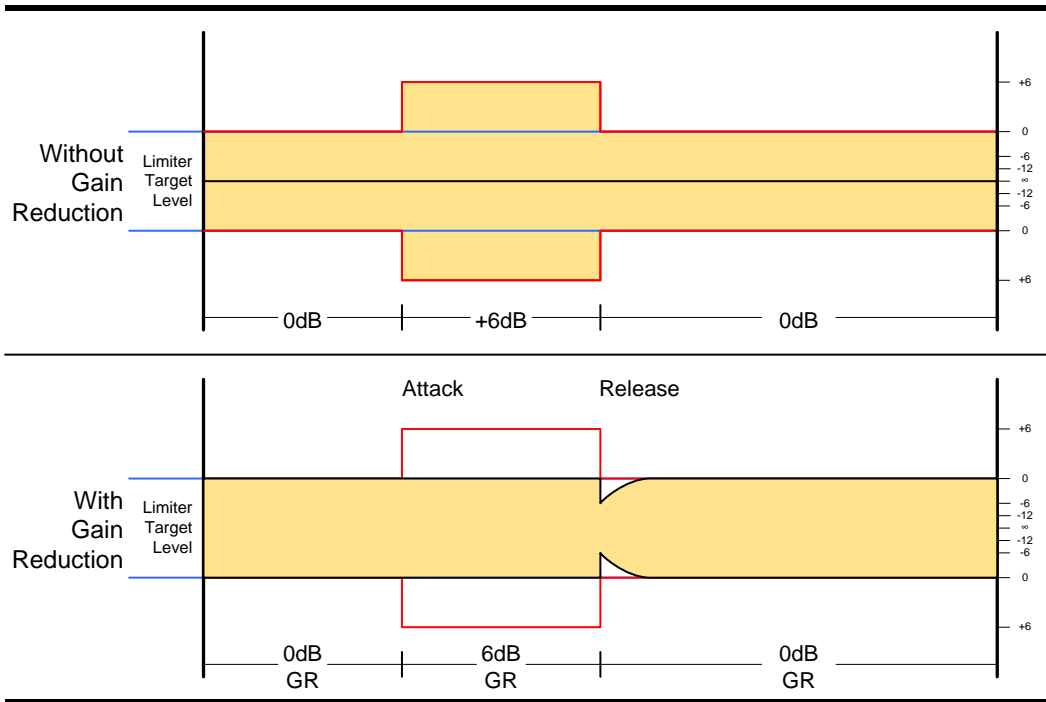 Without
Gain
Reduction
Limiter
Target
Level
+6
0
-6
-12
∞
-12
-6
0
+6
0dB
+6dB
0dB
Attack
Release
With
Gain
Reduction
Limiter
Target
Level
+6
0
-6
-12
∞
-12
-6
0
+6
0dB
GR
6dB
GR
0dB
GR